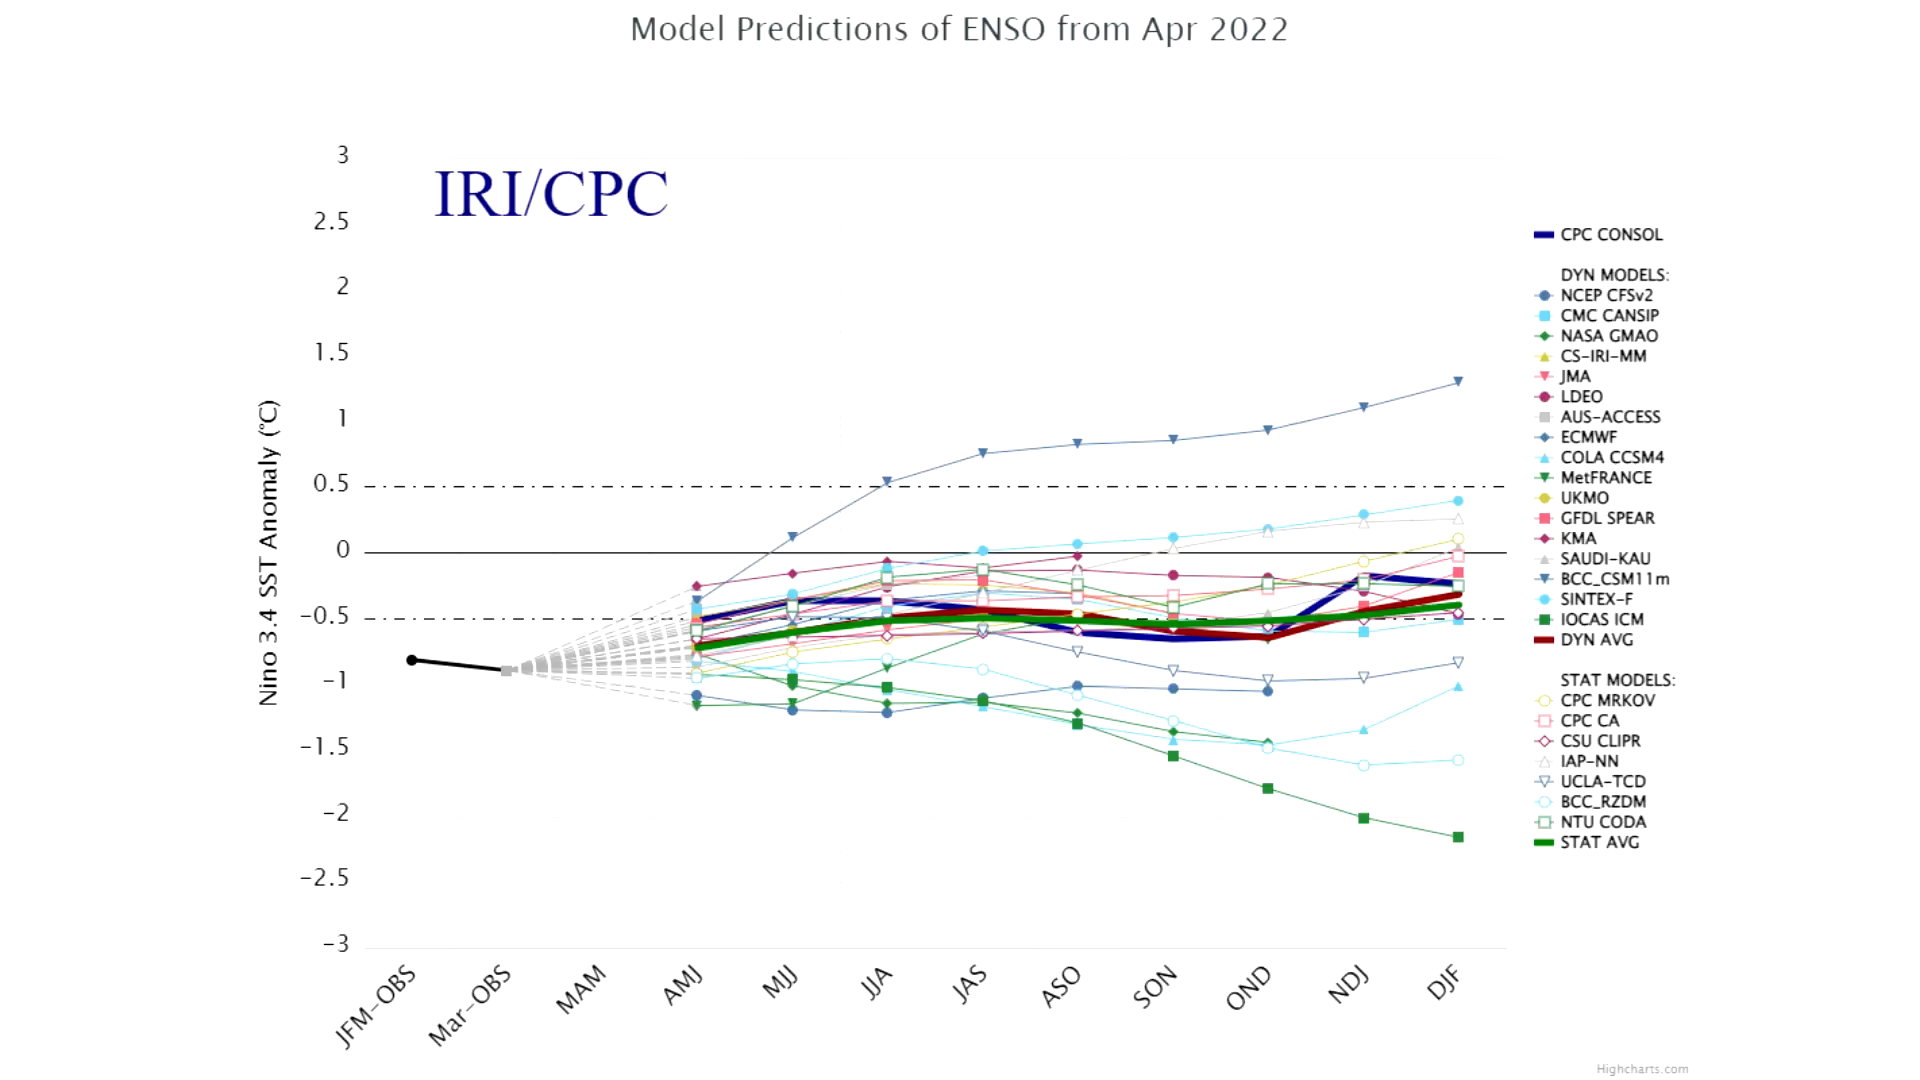 Model Predictions of ENSO from Apr 2022
IRI/CPC
Nino 3.4 SST Anomaly (°C)
3
2.5
2
1.5
1
0.5
0
−0.5
−1
−1.5
−2
−2.5
−3
JFM−OBS
Mar−OBS
MAM
AMJ
MJJ
JJA
JAS
ASO
SON
OND
NDJ
DJF
CPC CONSOL
DYN MODELS:
NCEP CFSv2
CMC CANSIP
NASA GMAO
CS−IRI−MM
JMA
LDEO
AUS−ACCESS
ECMWF
COLA CCSM4
MetFRANCE
UKMO
GFDL SPEAR
KMA
SAUDI−KAU
BCC_CSM11m
SINTEX−F
IOCAS ICM
DYN AVG
STAT MODELS:
CPC MRKOV
CPC CA
CSU CLIPR
IAP−NN
UCLA−TCD
BCC_RZDM
NTU CODA
STAT AVG
Highcharts.com